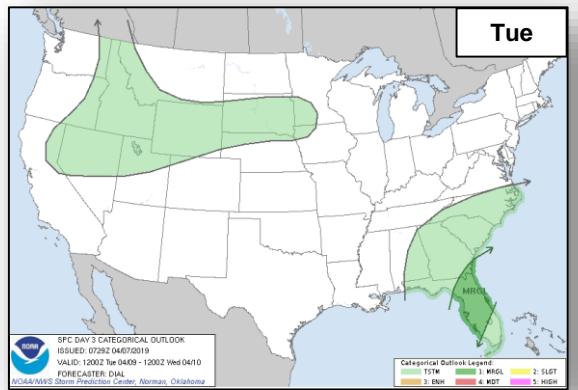 Tue
MRGL
SPC DAY 3 CATEGORICAL OUTLOOK
ISSUED: 0729Z 04/07/2019
VALID: 1200Z Tue 04/09 - 1200Z Wed 04/10
FORECASTER: DIAL
NOAA/NWS Storm Prediction Center, Norman, Oklahoma
NOAA
Categorical Outlook Legend:
TSTM 1: MRGL 2: SLGT
3: ENH 4: MDT 5: HIGH